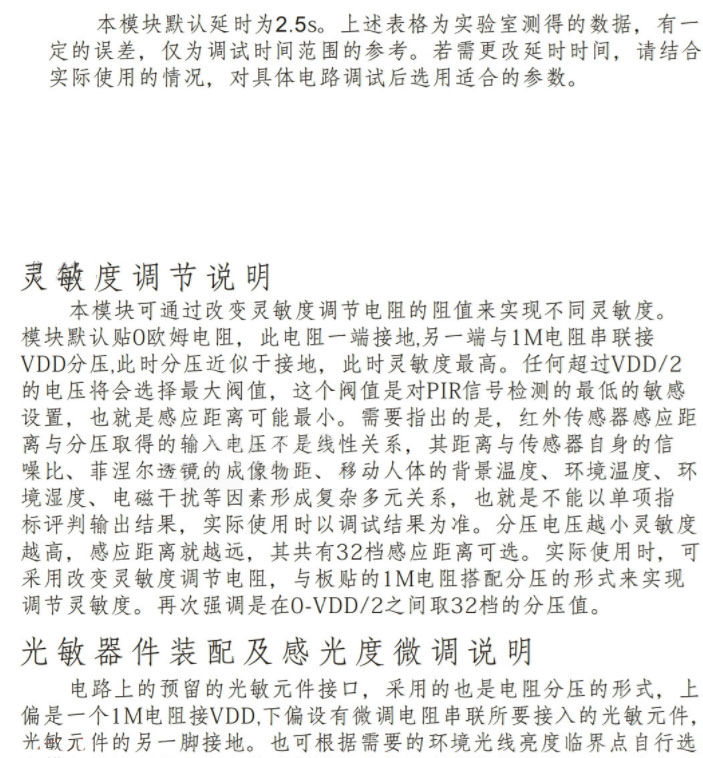 本模块默认延时为2.5s。上述表格为实验室测得的数据，有一
定的误差，仅为调试时间范围的参考。若需更改延时时间，请结合
实际使用的情况，对具体电路调试后选用适合的参数。
灵敏度调节说明
本模块可通过改变灵敏度调节电阻的阻值来实现不同灵敏度。
模块默认贴0欧姆电阻，此电阻一端接地,另一端与1M电阻串联接
VDD分压,此时分压近似于接地，此时灵敏度最高。任何超过VDD/2
的电压将会选择最大阀值，这个阀值是对PIR信号检测的最低的敏感
设置，也就是感应距离可能最小。需要指出的是，红外传感器感应距
离与分压取得的输入电压不是线性关系，其距离与传感器自身的信
噪比、菲涅尔透镜的成像物距、移动人体的背景温度、环境温度、环
境湿度、电磁干扰等因素形成复杂多元关系，也就是不能以单项指
标评判输出结果，实际使用时以调试结果为准。分压电压越小灵敏度
越高，感应距离就越远，其共有32档感应距离可选。实际使用时，可
采用改变灵敏度调节电阻，与板贴的1M电阻搭配分压的形式来实现
调节灵敏度。再次强调是在0-VDD/2之间取32档的分压值。
光敏器件装配及感光度微调说明
电路上的预留的光敏元件接口，采用的也是电阻分压的形式，上
偏是一个1M电阻接VDD,下偏设有微调电阻串联所要接入的光敏元件,
光敏元件的另一脚接地。也可根据需要的环境光线亮度临界点自行选